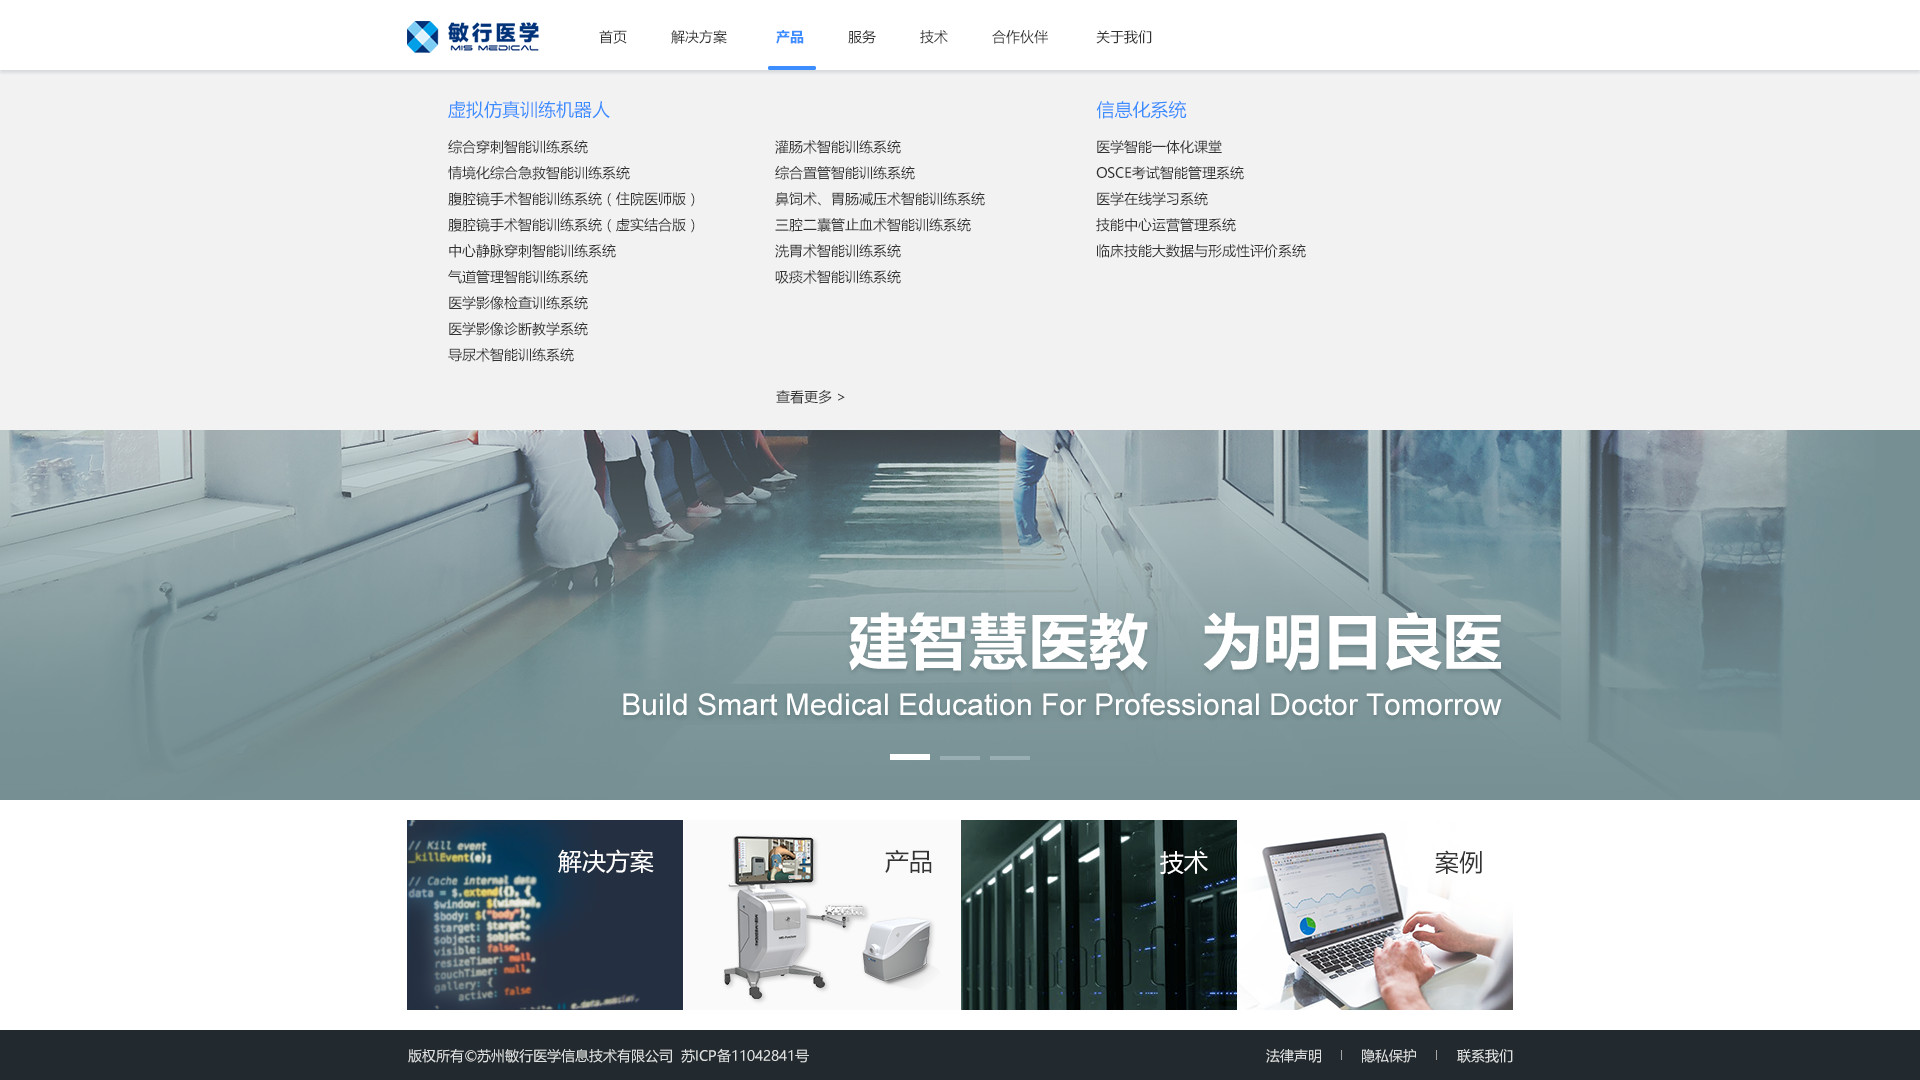 敏行医学
MIS MEDICAL
首页
解决方案
产品
服务
技术
合作伙伴
关于我们
虚拟仿真训练机器人
综合穿刺智能训练系统
情境化综合急救智能训练系统
腹腔镜手术智能训练系统（住院医师版）
腹腔镜手术智能训练系统（虚实结合版）
中心静脉穿刺智能训练系统
气道管理智能训练系统
医学影像检查训练系统
医学影像诊断教学系统
导尿术智能训练系统
灌肠术智能训练系统
综合置管智能训练系统
鼻饲术、胃肠减压术智能训练系统
三腔二囊管止血术智能训练系统
洗胃术智能训练系统
吸痰术智能训练系统
信息化系统
医学智能一体化课堂
OSCE考试智能管理系统
医学在线学习系统
技能中心运营管理系统
临床技能大数据与形成性评价系统
查看更多 >
建智慧医教 为明日良医
Build Smart Medical Education For Professional Doctor Tomorrow
解决方案
// Kill event
_killEvent(e);
// Cache internal data
data = $.extend({}, {
$window: $(window),
$body: $("body"),
$target: $target,
$object: $object,
visible: false,
resizeTimer: null,
touchTimer: null,
gallery: {
active: false
产品
技术
案例
版权所有©苏州敏行医学信息技术有限公司 苏ICP备11042841号
法律声明
隐私保护
联系我们